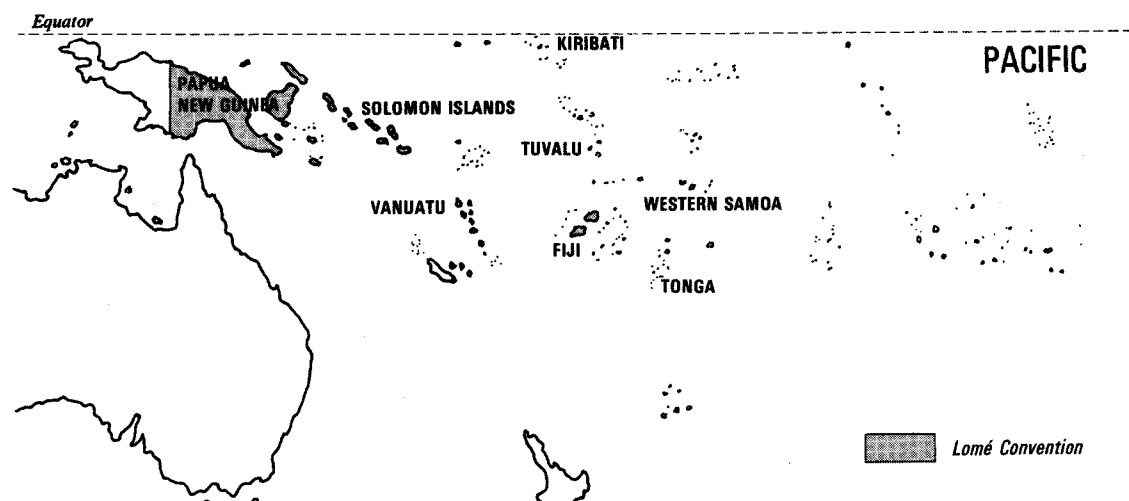 Equator
KIRIBATI
PACIFIC
PAPUA
NEW GUINEA
SOLOMON ISLANDS
TUVALU
VANUATU
WESTERN SAMOA
FIJI
TONGA
Lomé Convention